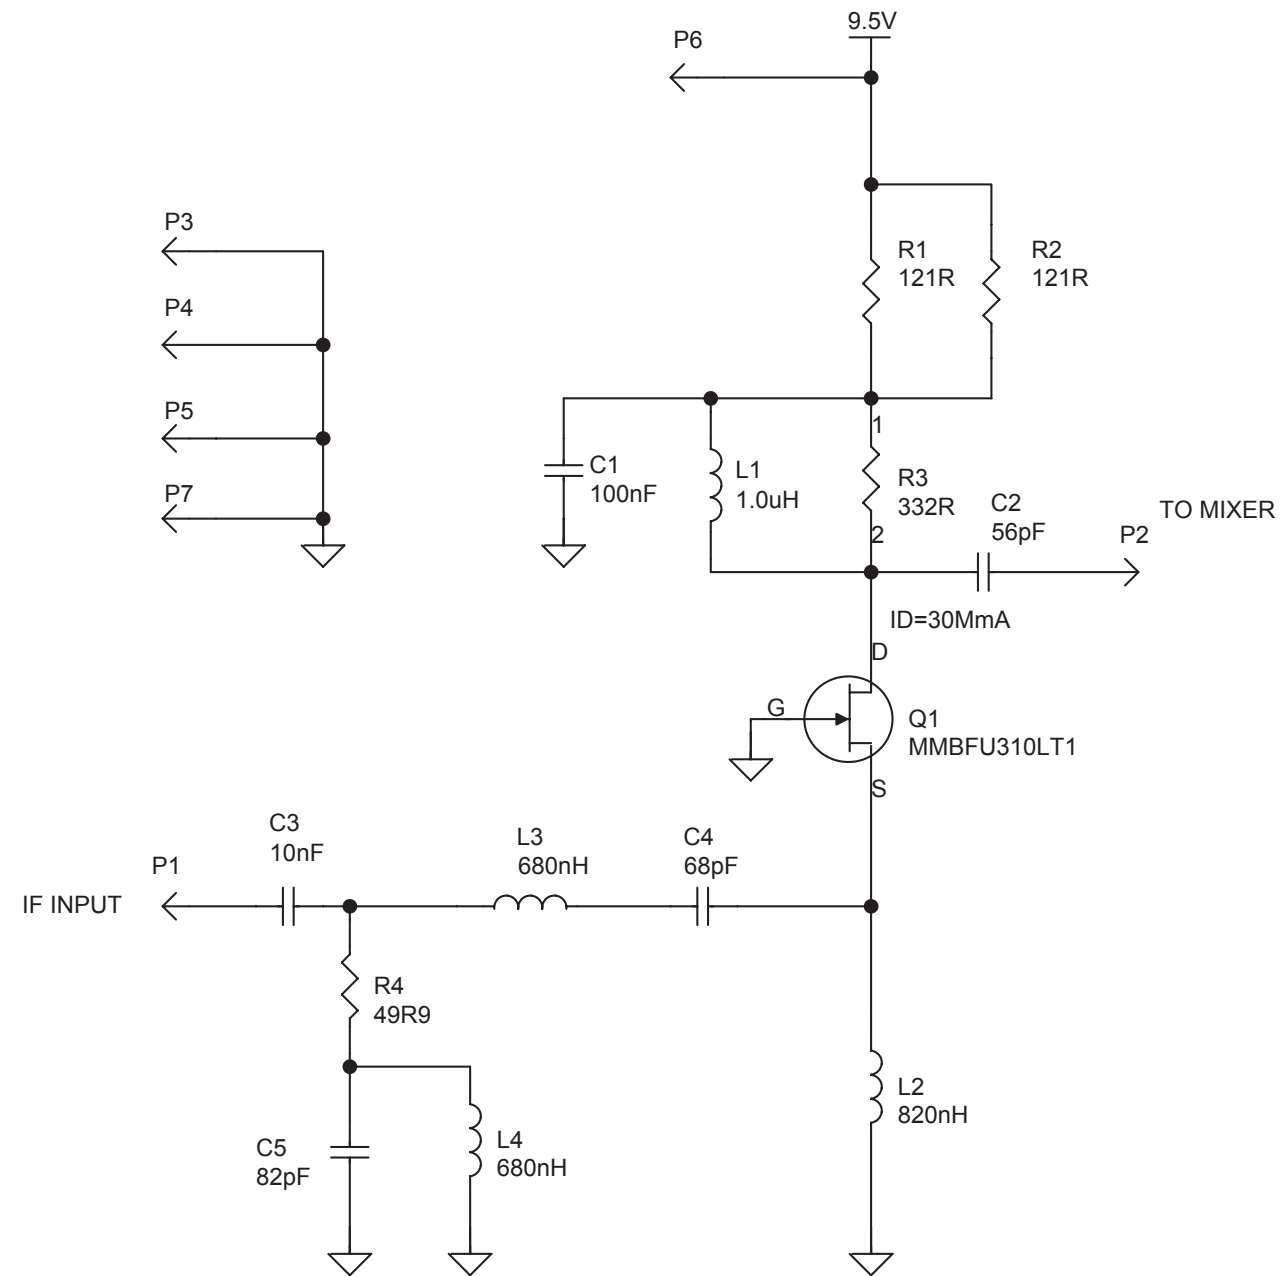 9.5V
P6
P3
R1
121R
R2
121R
P4
P5
1
C1
100nF
L1
1.0uH
R3
332R
P7
C2
56pF
TO MIXER
2
P2
ID=30MmA
D
G
Q1
MMBFU310LT1
S
C3
10nF
L3
680nH
C4
68pF
P1
IF INPUT
R4
49R9
L2
820nH
C5
82pF
L4
680nH